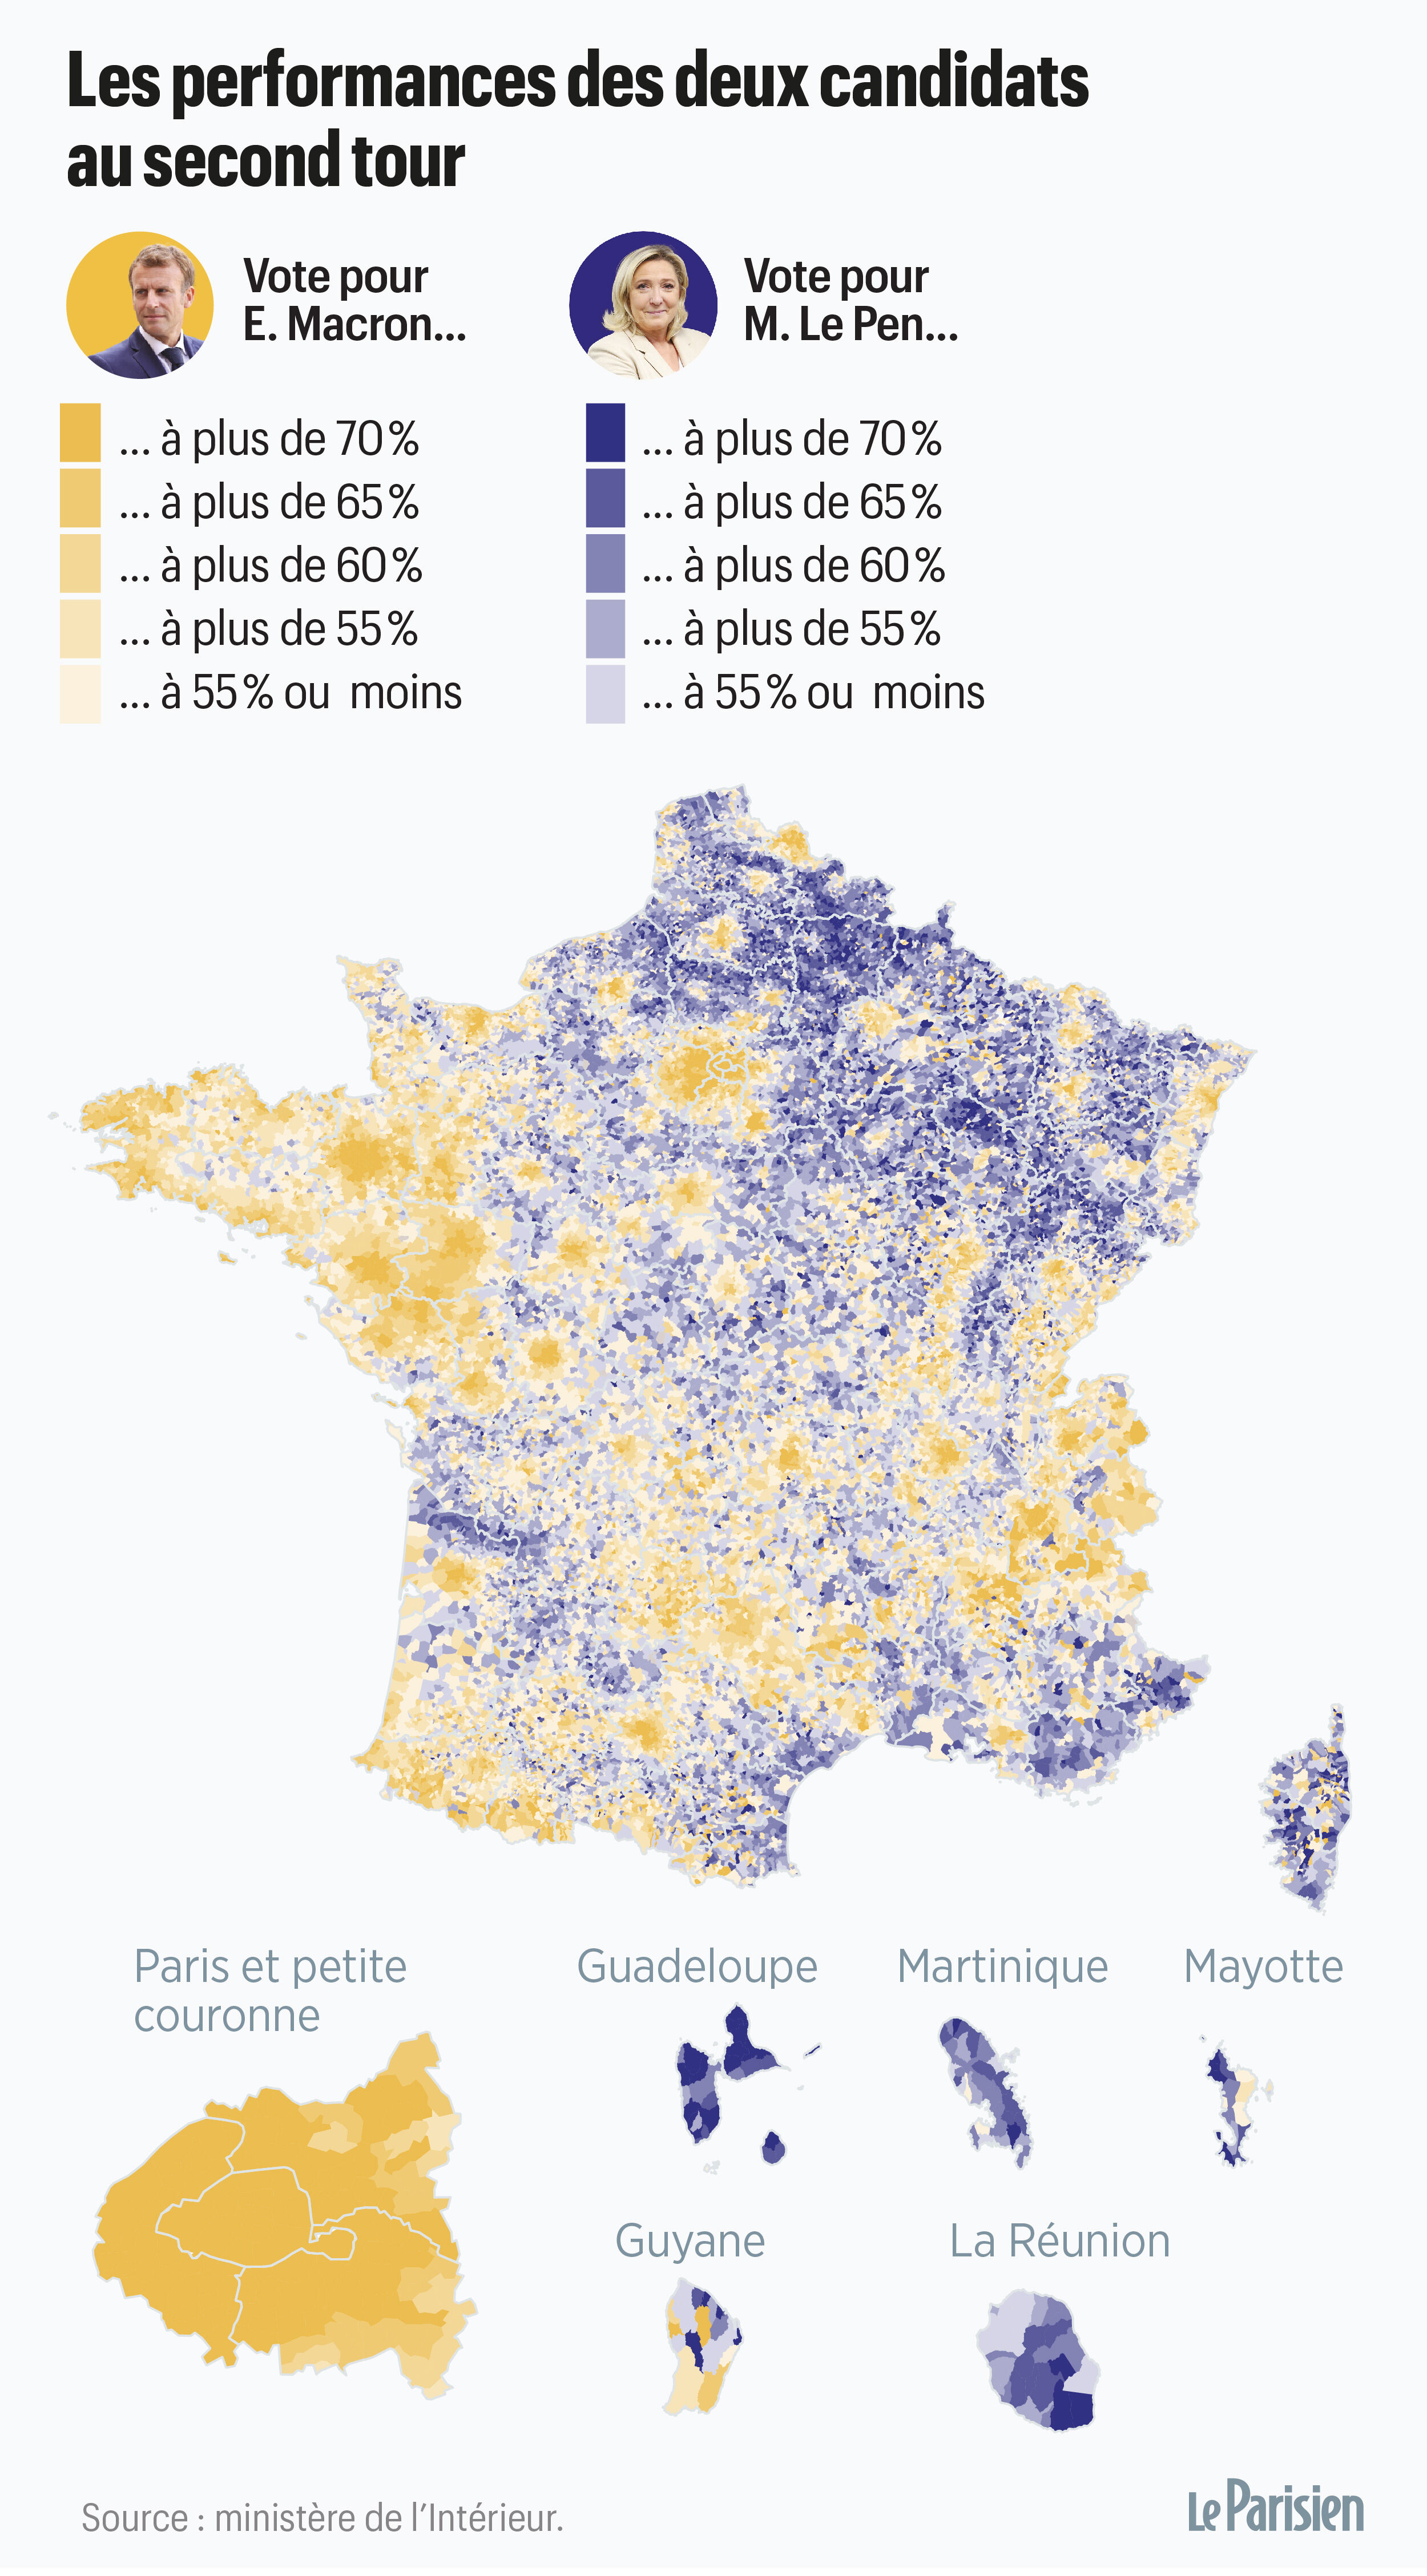 Les performances des deux candidats
au second tour
Vote pour
E. Macron...
Vote pour
M. Le Pen...
... à plus de 70 %
... à plus de 65 %
... à plus de 60 %
... à plus de 55 %
... à 55 % ou moins
... à plus de 70 %
... à plus de 65 %
... à plus de 60 %
... à plus de 55 %
... à 55 % ou moins
Paris et petite
couronne
Guadeloupe
Martinique
Mayotte
Guyane
La Réunion
Source : ministère de l'Intérieur.
Le Parisien